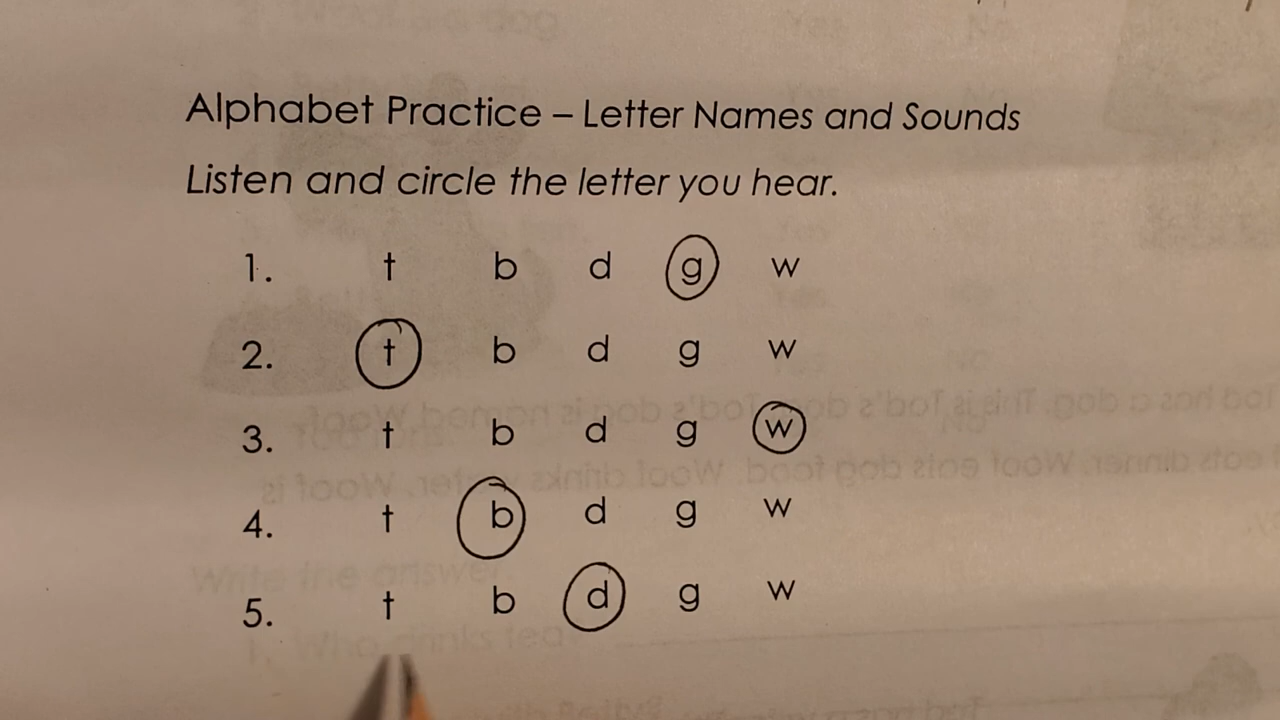 Alphabet Practice – Letter Names and Sounds
Listen and circle the letter you hear.
1. t b d g w
2. t b d g w
3. t b d g w
4. t b d g w
5. t b d g w